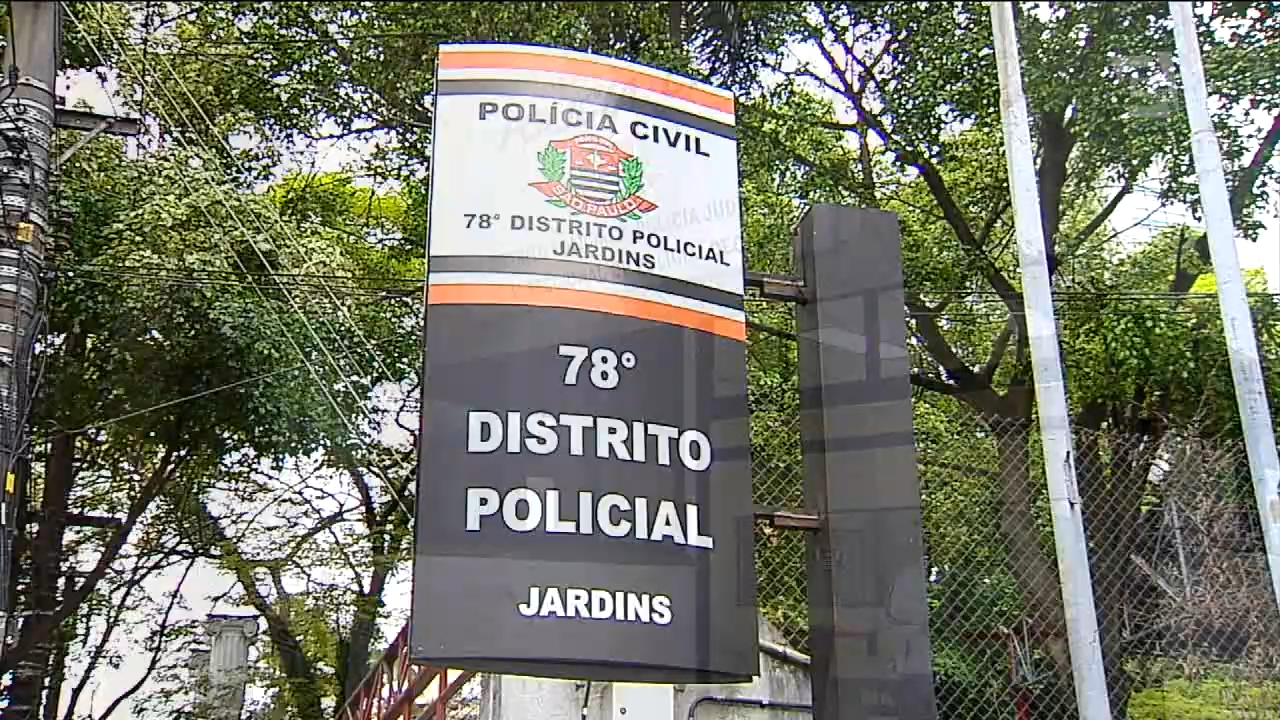 POLÍCIA CIVIL
SÃO PAULO
78° DISTRITO POLICIAL
JARDINS
78°
DISTRITO
POLICIAL
JARDINS